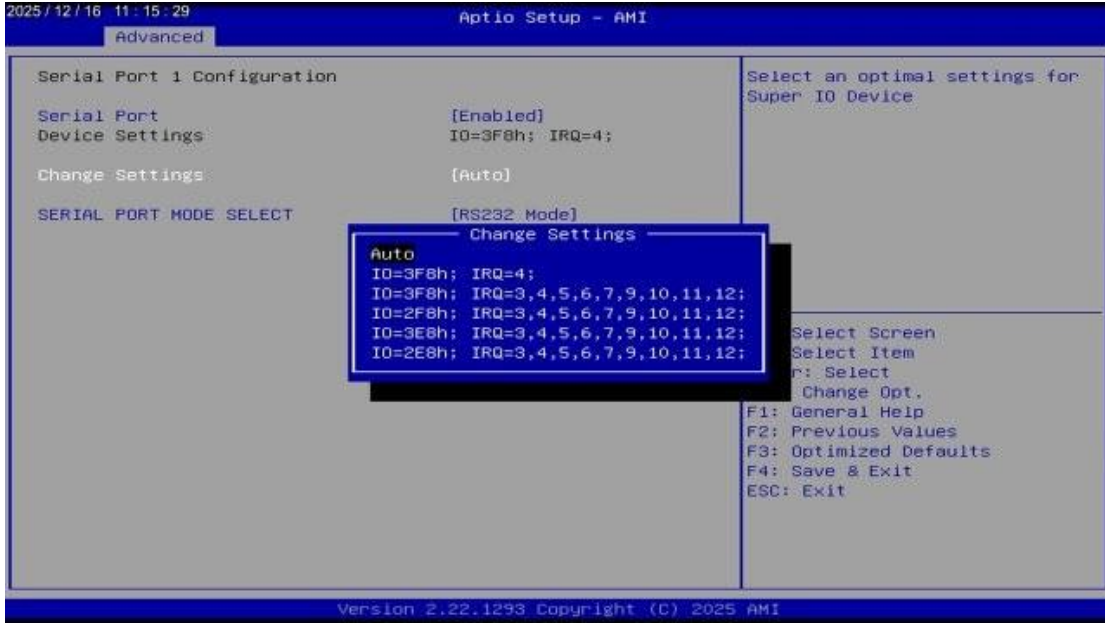 2025/12/16 11:15:29
Aptio Setup - AMI
Advanced
Serial Port 1 Configuration
Serial Port [Enabled]
Device Settings IO=3F8h; IRQ=4;
Change Settings [Auto]
SERIAL PORT MODE SELECT [RS232 Mode]
Change Settings
Auto
IO=3F8h; IRQ=4;
IO=3F8h; IRQ=3,4,5,6,7,9,10,11,12;
IO=2F8h; IRQ=3,4,5,6,7,9,10,11,12;
IO=3E8h; IRQ=3,4,5,6,7,9,10,11,12;
IO=2E8h; IRQ=3,4,5,6,7,9,10,11,12;
Select an optimal settings for
Super IO Device
Select Screen
Select Item
r: Select
Change Opt.
F1: General Help
F2: Previous Values
F3: Optimized Defaults
F4: Save & Exit
ESC: Exit
Version 2.22.1293 Copyright (C) 2025 AMI